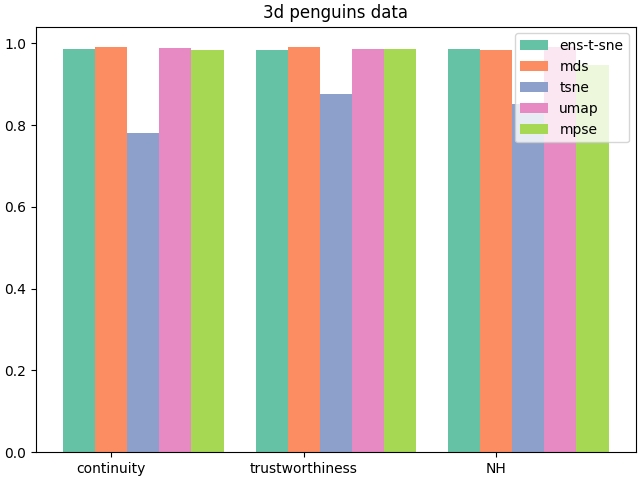 3d penguins data
1.0
0.8
0.6
0.4
0.2
0.0
continuity
trustworthiness
NH
ens-t-sne
mds
tsne
umap
mpse